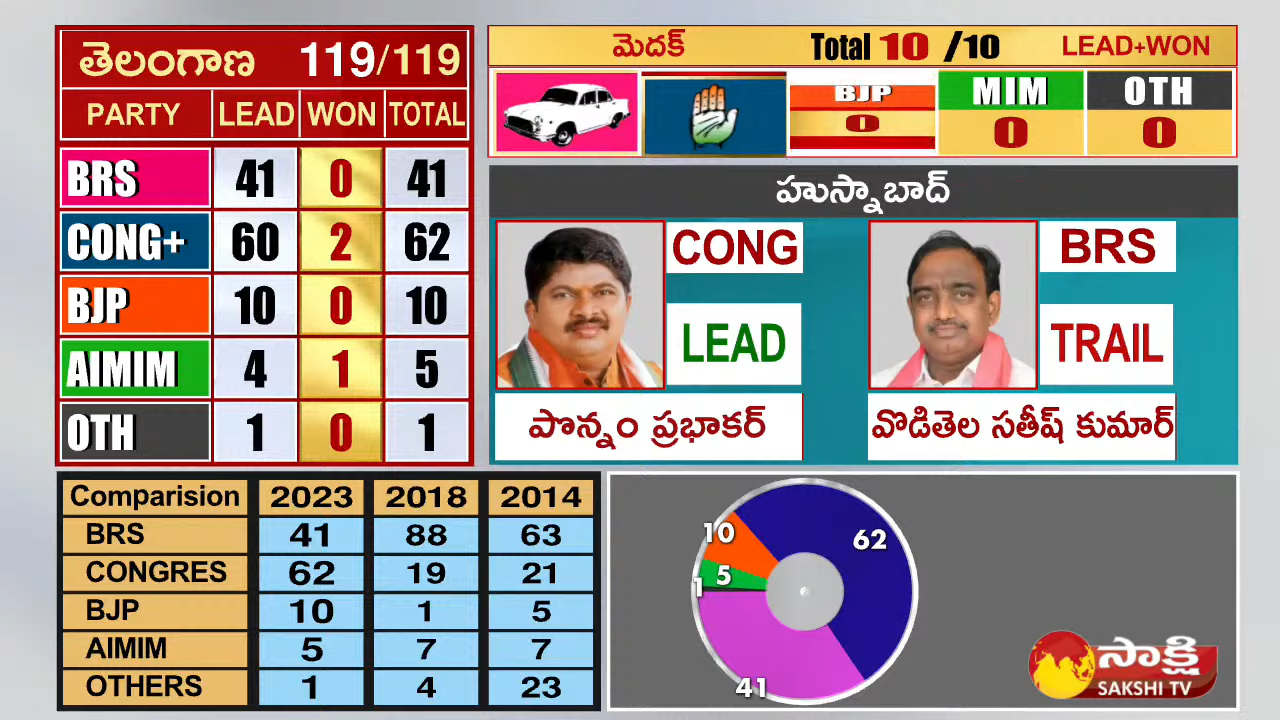 తెలంగాణ 119/119
PARTY LEAD WON TOTAL
BRS 41 0 41
CONG+ 60 2 62
BJP 10 0 10
AIMIM 4 1 5
OTH 1 0 1
మెదక్ Total 10 /10 LEAD+WON
BJP MIM OTH
0 0 0
హుస్నాబాద్
CONG BRS
LEAD TRAIL
పొన్నం ప్రభాకర్ వొడితెల సతీష్ కుమార్
Comparision 2023 2018 2014
BRS 41 88 63
CONGRES 62 19 21
BJP 10 1 5
AIMIM 5 7 7
OTHERS 1 4 23
10 62
5
1
41
సాక్షి
SAKSHI TV